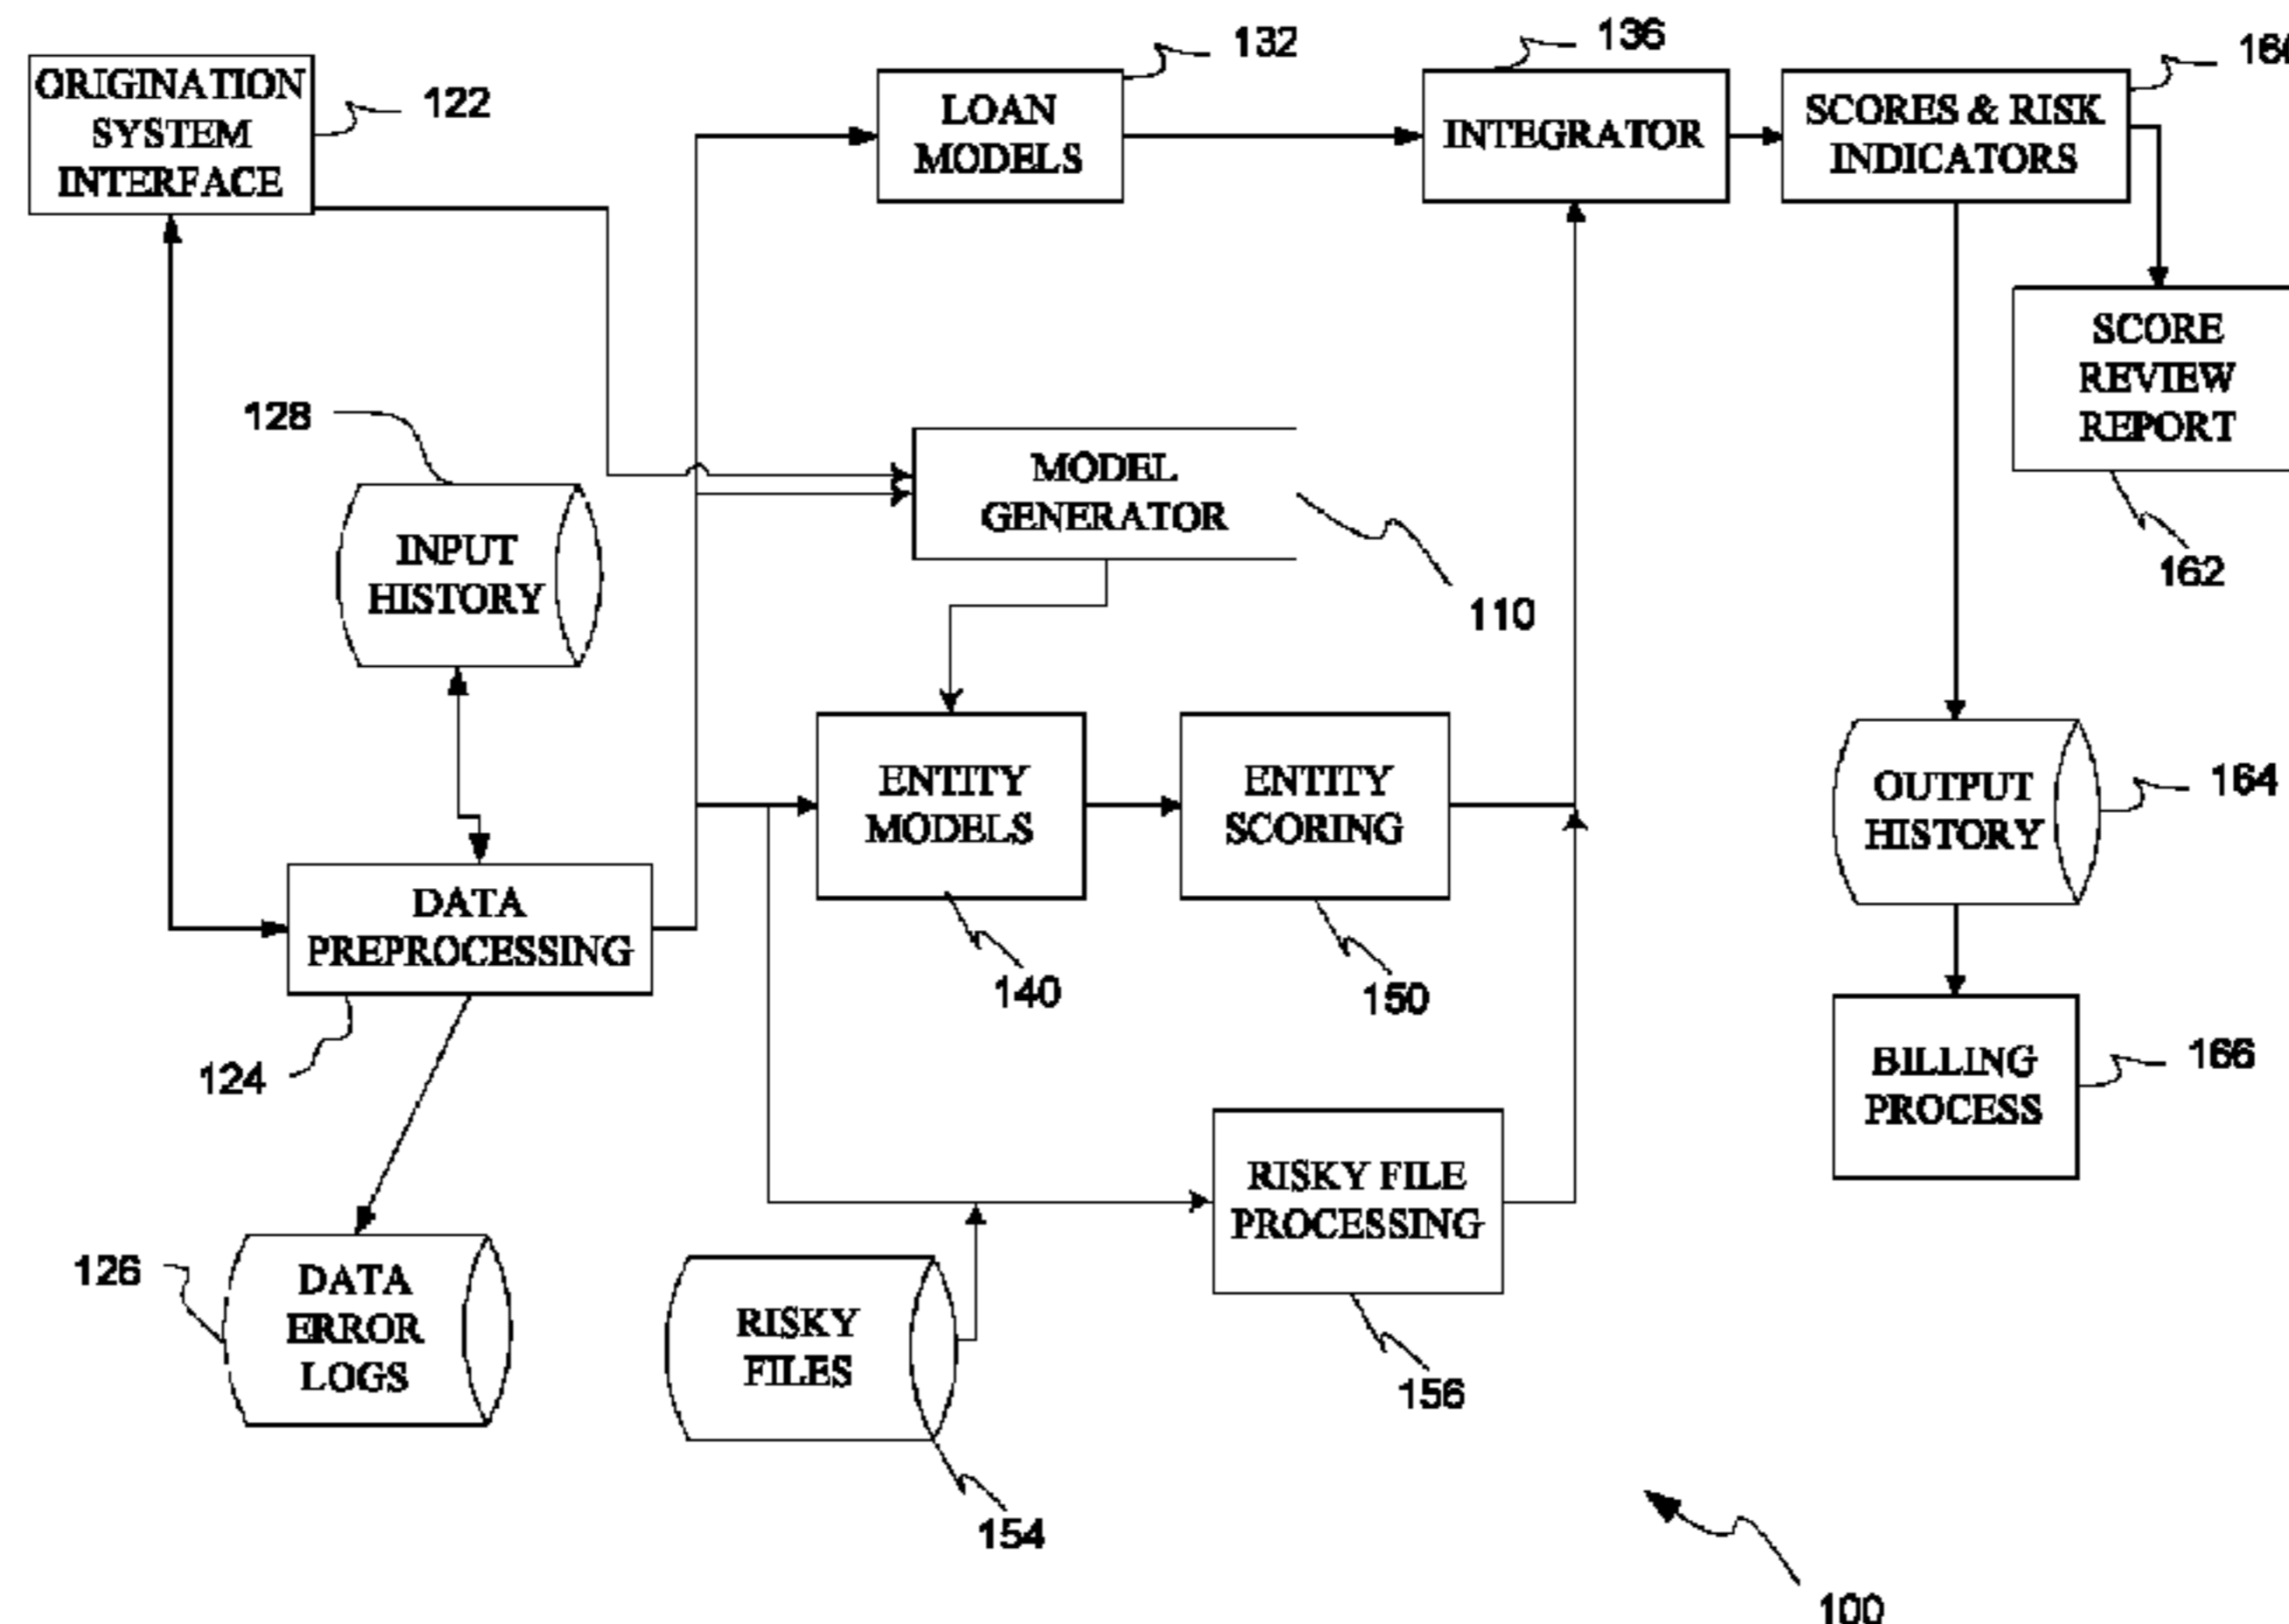 ORIGINATION
SYSTEM
INTERFACE
122
LOAN
MODELS
132
INTEGRATOR
136
SCORES & RISK
INDICATORS
SCORE
REVIEW
REPORT
162
128
INPUT
HISTORY
MODEL
GENERATOR
110
ENTITY
MODELS
140
ENTITY
SCORING
150
OUTPUT
HISTORY
164
DATA
PREPROCESSING
124
BILLING
PROCESS
166
RISKY FILE
PROCESSING
156
126
DATA
ERROR
LOGS
RISKY
FILES
154
100